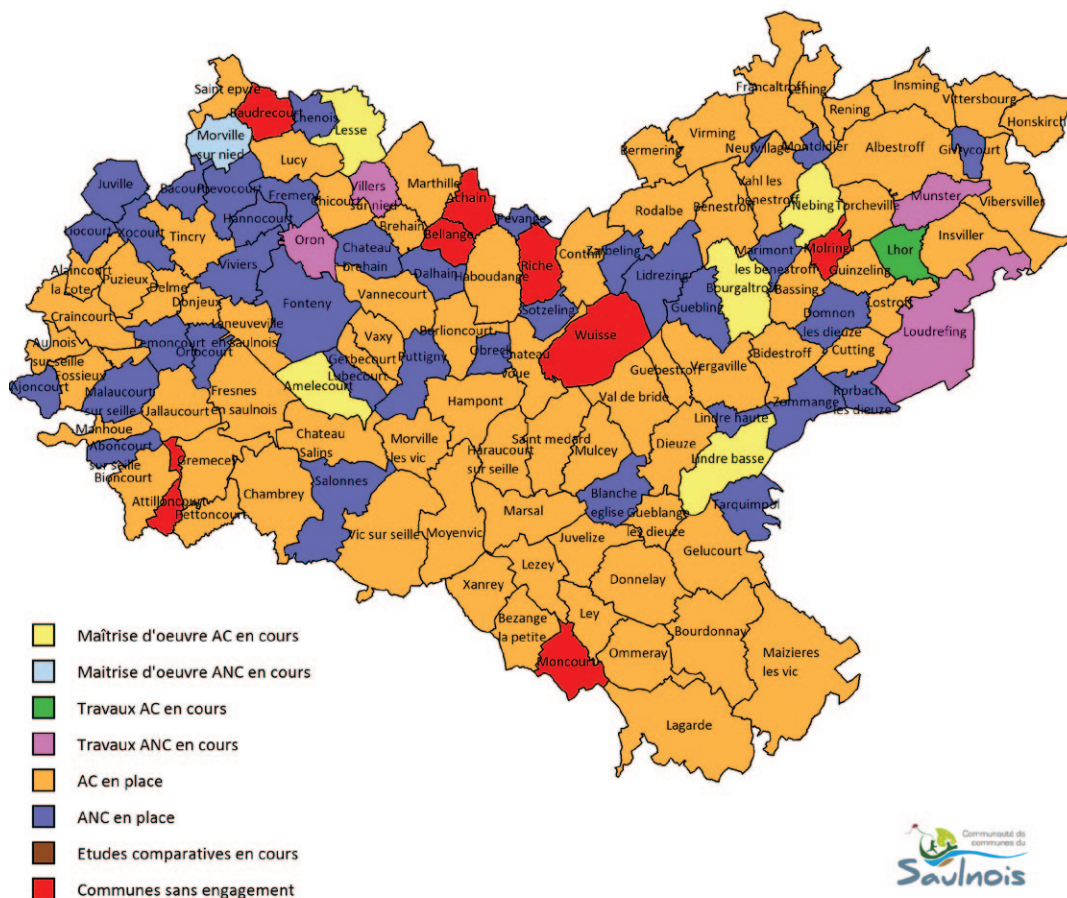 Saint epvre
Baudrecourt
Chenois
Lesse
Morville
sur nied
Lucy
Juville
Bacourt
Prevocourt
Fremery
Chicourt
Villers
sur nied
Marthille
Achain
Hannocourt
Brehain
Bellange
Pevange
Liocourt
Xocourt
Tincry
Oron
Chateau
brehain
Dalhain
Haboudange
Riche
Conthil
Zarbeling
Rodalbe
Viviers
Alaincourt
la cote
Puzieux
Delme
Donjeux
Fonteny
Vannecourt
Sotzeling
Lidrezing
Craincourt
Laneuveville
en saulnois
Lemoncourt
Oriocourt
Vaxy
Burlioncourt
Obreck
Chateau
voue
Wuisse
Guebling
Bourgaltroff
Aulnois
sur seille
Fossieux
Ajoncourt
Malaucourt
sur seille
Jallaucourt
Fresnes
en saulnois
Amelecourt
Gerbecourt
Lubecourt
Puttigny
Hampont
Guebestroff
Vergaville
Bidestroff
Val de bride
Manhoue
Aboncourt
sur seille
Bioncourt
Gremecey
Attilloncourt
Pettoncourt
Chambrey
Chateau
Salins
Salonnes
Morville
les vic
Haraucourt
sur seille
Saint medard
Mulcey
Dieuze
Lindre haute
Lindre basse
Zommange
Rorbach
les dieuze
Tarquimpol
Blanche
eglise
Gueblange
les dieuze
Vic sur seille
Moyenvic
Marsal
Juvelize
Gelucourt
Lezey
Xanrey
Donnelay
Ley
Bezange
la petite
Bourdonnay
Moncourt
Ommeray
Maizieres
les vic
Lagarde
Francaltroff
Lening
Insming
Rening
Vittersbourg
Honskirch
Virming
Bermering
Neufvillage
Montdidier
Albestroff
Givrycourt
Vahl les
benestroff
Benestroff
Nebing
Torcheville
Munster
Vibersviller
Marimont
les benestroff
Molring
Lhor
Insviller
Guinzeling
Bassing
Domnon
les dieuze
Lostroff
Loudrefing
Cutting
Maîtrise d'oeuvre AC en cours
Maitrise d'oeuvre ANC en cours
Travaux AC en cours
Travaux ANC en cours
AC en place
ANC en place
Etudes comparatives en cours
Communes sans engagement
Communauté de
communes du
Saulnois